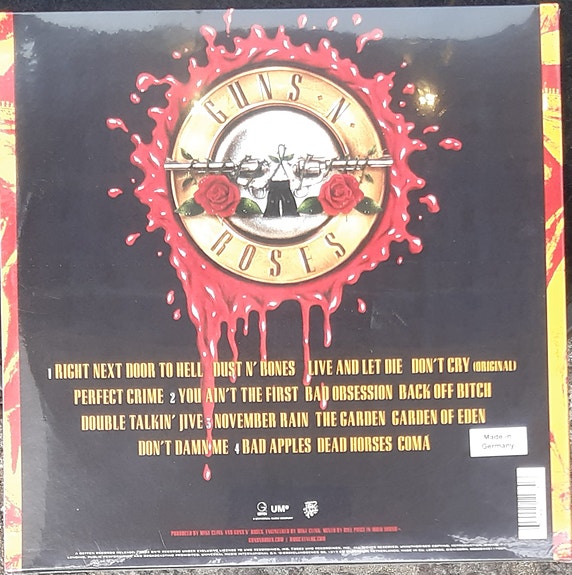 GUNS N'
ROSES
1 RIGHT NEXT DOOR TO HELL DUST N' BONES LIVE AND LET DIE DON'T CRY (ORIGINAL)
PERFECT CRIME 2 YOU AIN'T THE FIRST BAD OBSESSION BACK OFF BITCH
DOUBLE TALKIN' JIVE 3 NOVEMBER RAIN THE GARDEN GARDEN OF EDEN
DON'T DAMN ME 4 BAD APPLES DEAD HORSES COMA
Made in
Germany
UMe